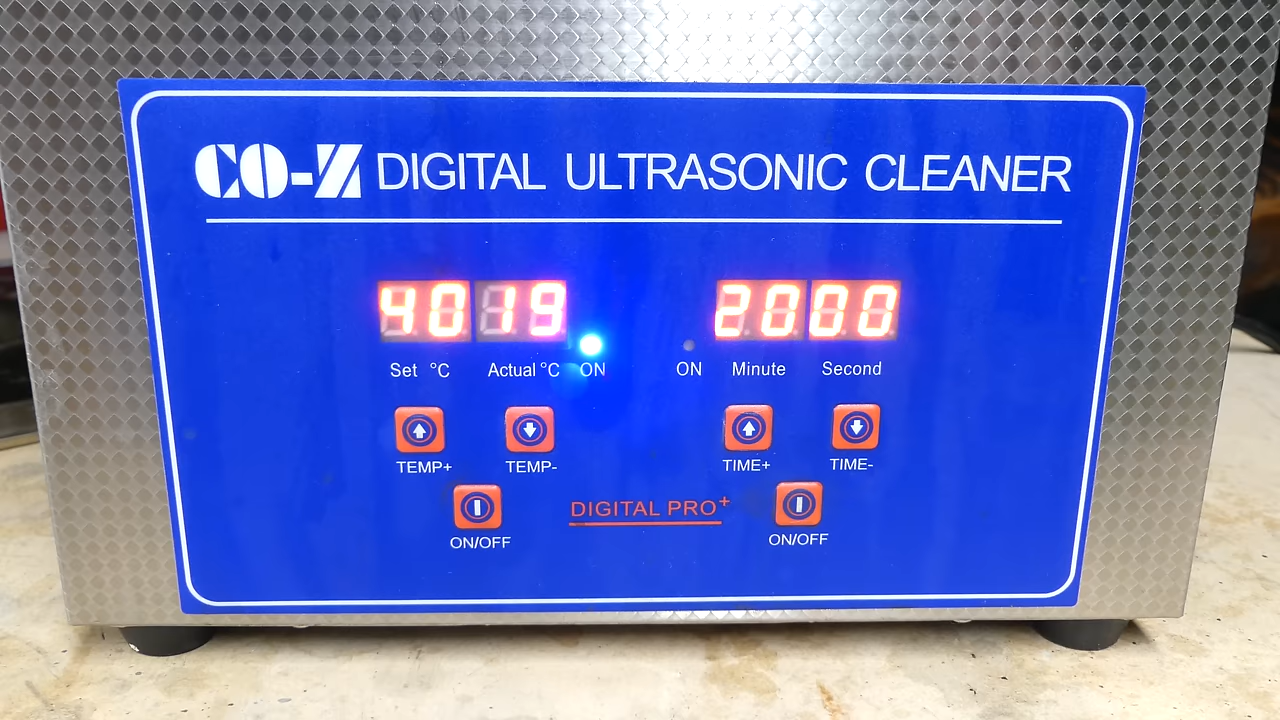 CO-Z DIGITAL ULTRASONIC CLEANER
40 19 2000
Set °C Actual °C ON ON Minute Second
TEMP+ TEMP- TIME+ TIME-
DIGITAL PRO+
ON/OFF ON/OFF